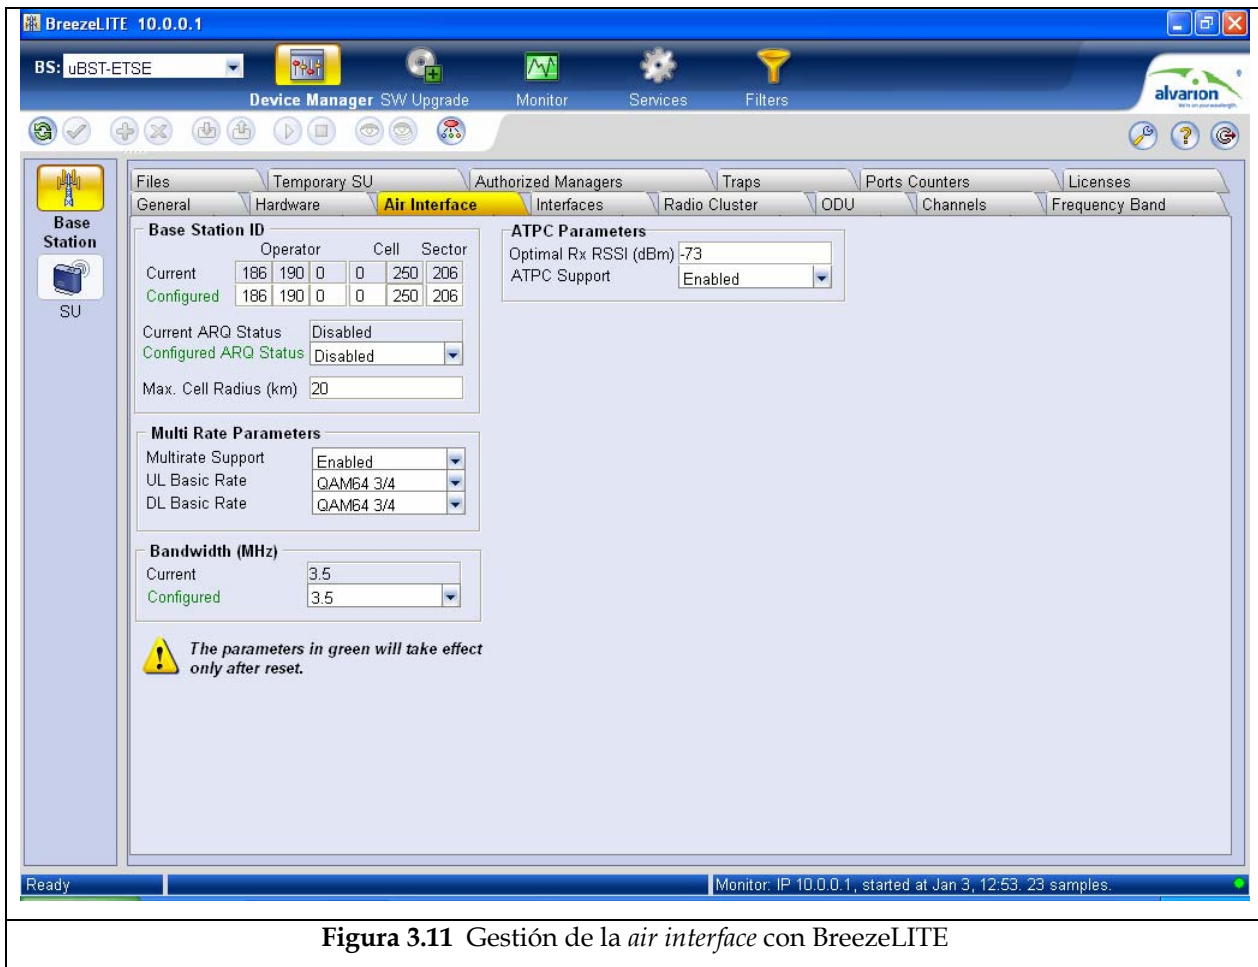 BreezeLITE 10.0.0.1
BS: uBST-ETSE
Device Manager SW Upgrade Monitor Services Filters
alvarion
Base Station
SU
Files Temporary SU Authorized Managers Traps Ports Counters Licenses
General Hardware Air Interface Interfaces Radio Cluster ODU Channels Frequency Band
Base Station ID
Operator Cell Sector
Current 186 190 0 0 250 206
Configured 186 190 0 0 250 206
Current ARQ Status Disabled
Configured ARQ Status Disabled
Max. Cell Radius (km) 20
Multi Rate Parameters
Multirate Support Enabled
UL Basic Rate QAM64 3/4
DL Basic Rate QAM64 3/4
Bandwidth (MHz)
Current 3.5
Configured 3.5
The parameters in green will take effect
only after reset.
ATPC Parameters
Optimal Rx RSSI (dBm) -73
ATPC Support Enabled
Ready
Monitor: IP 10.0.0.1, started at Jan 3, 12:53. 23 samples.
Figura 3.11 Gestión de la air interface con BreezeLITE